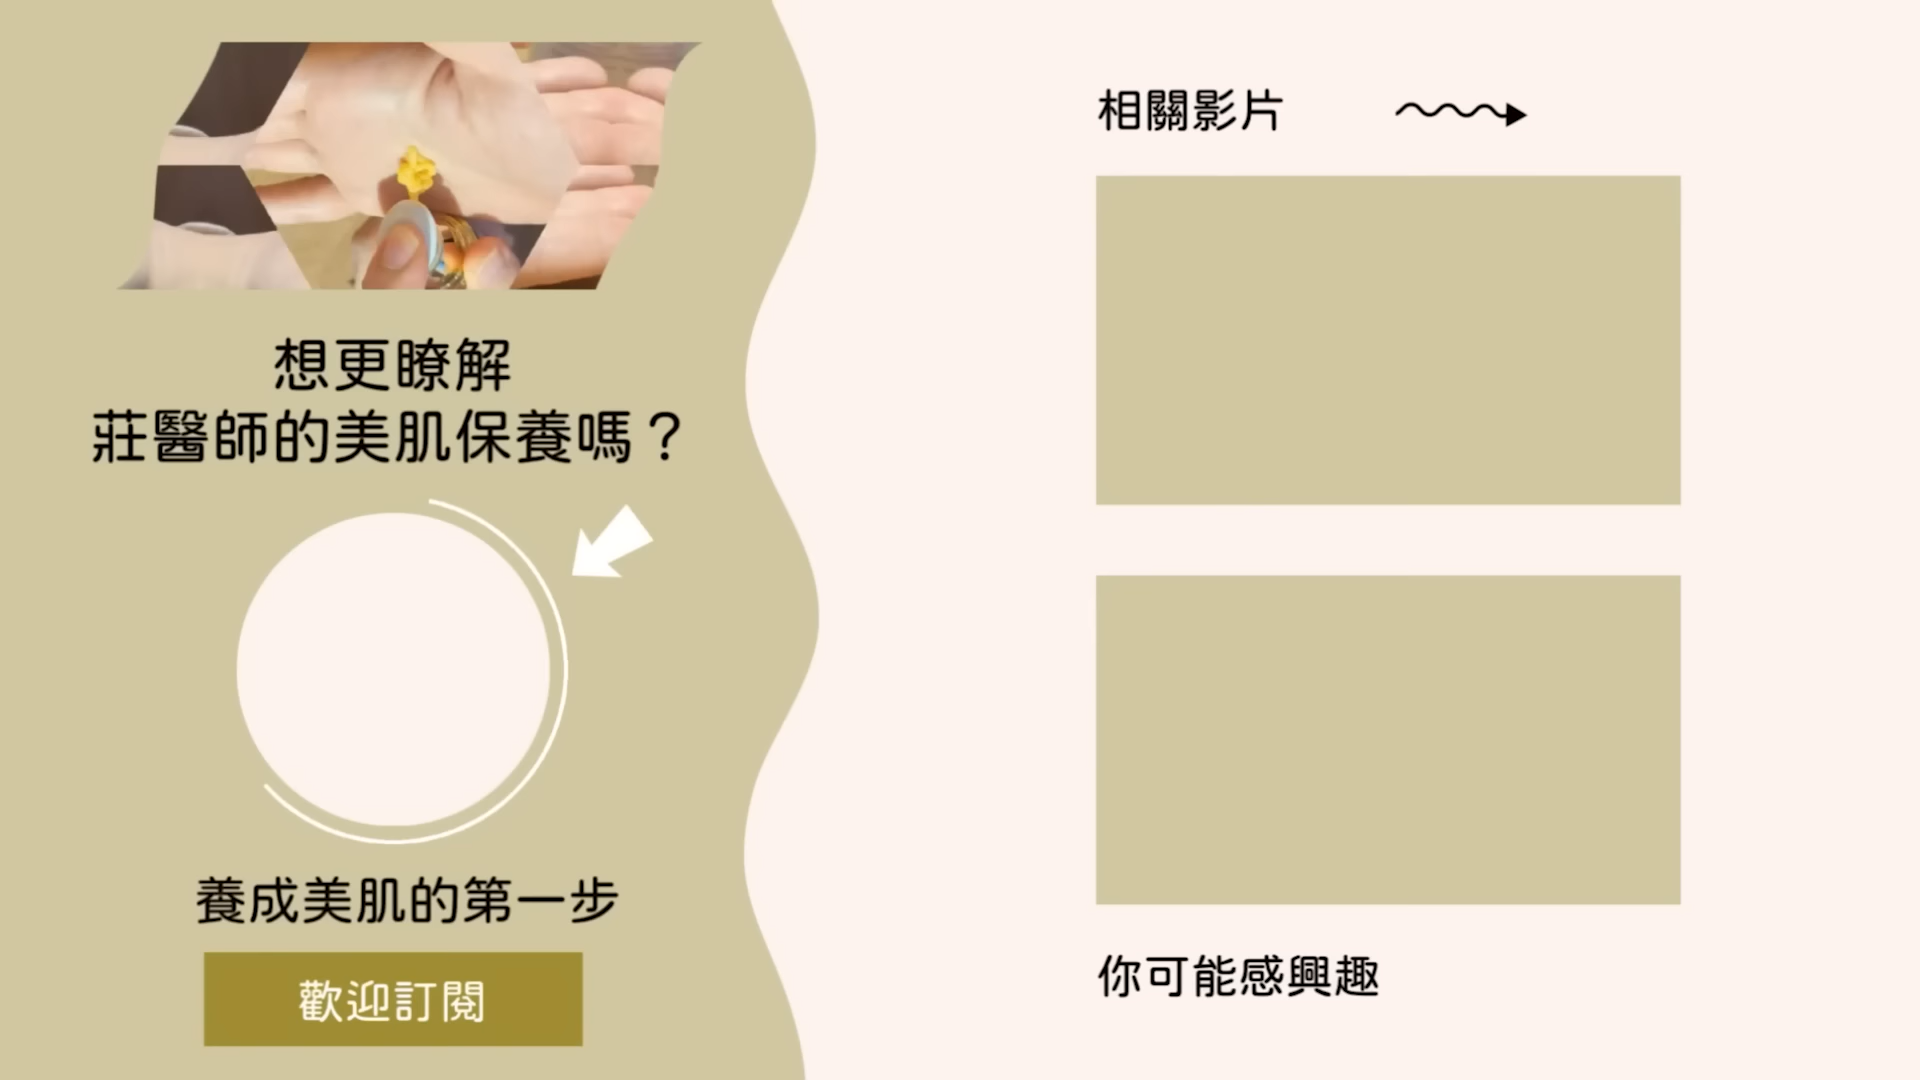 想更瞭解
莊醫師的美肌保養嗎？
養成美肌的第一步
歡迎訂閱
相關影片
你可能感興趣